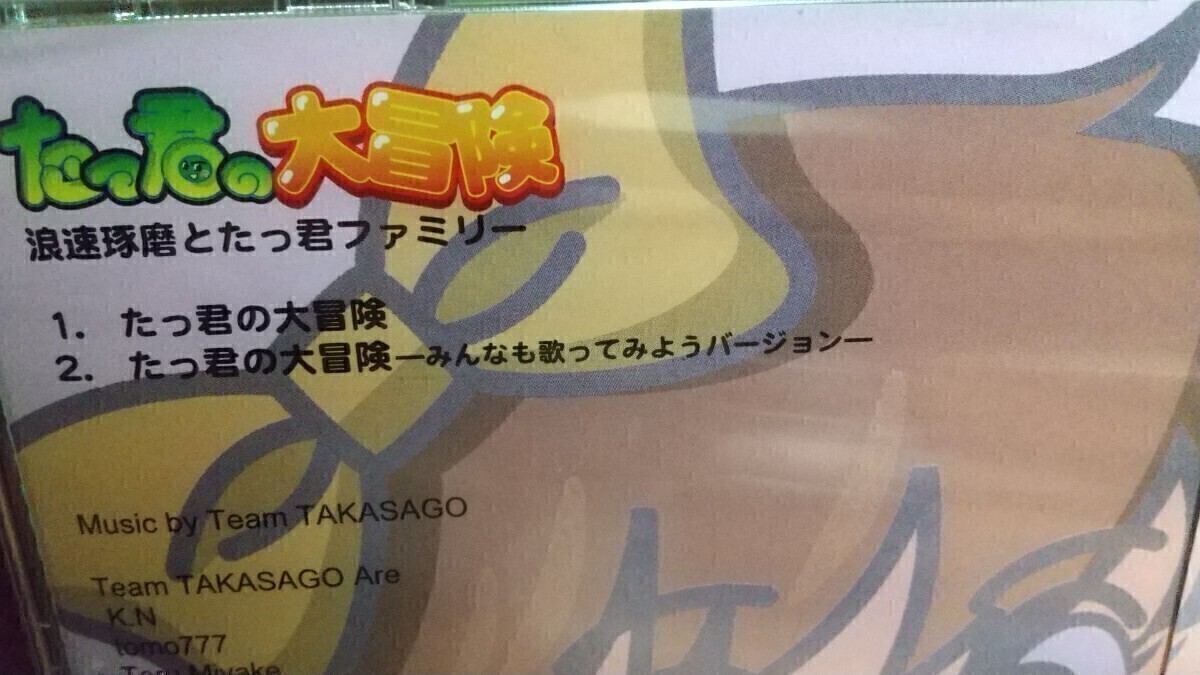 たっ君の大冒険
浪速琢磨とたっ君ファミリー
1. たっ君の大冒険
2. たっ君の大冒険―みんなも歌ってみようバージョン―
Music by Team TAKASAGO
Team TAKASAGO Are
K.N
tomo777
Toru Miyake